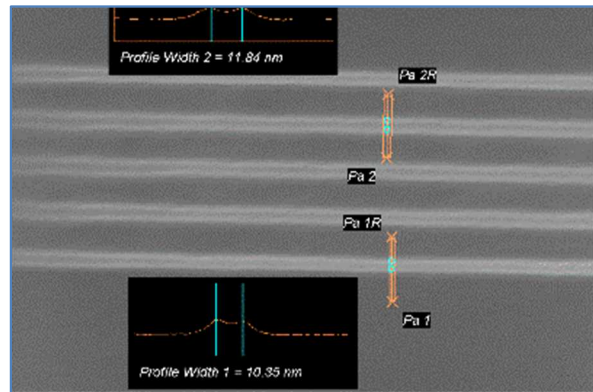 Profile Width 2 = 11.84 nm
Pa 2R
Pa 2
Pa 1R
Pa 1
Profile Width 1 = 10.35 nm